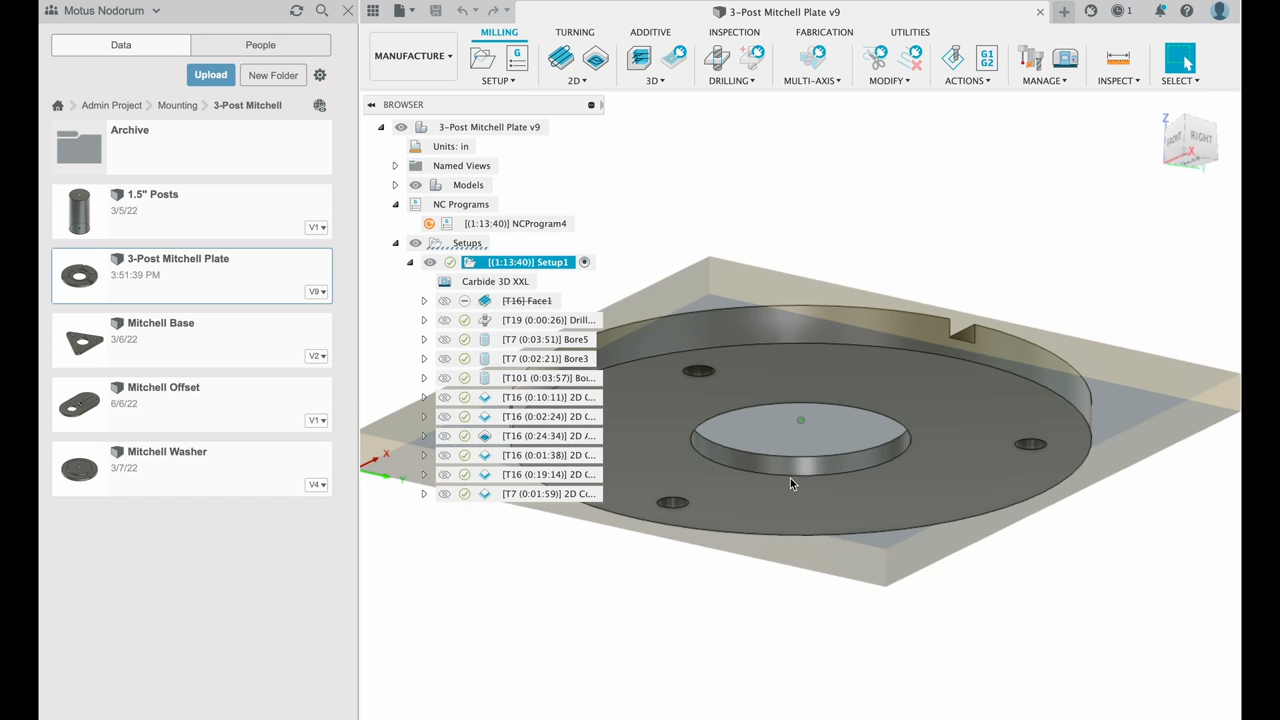 Motus Nodorum
Data
People
Upload
New Folder
Admin Project
Mounting
3-Post Mitchell
Archive
1.5" Posts
3/5/22
V1
3-Post Mitchell Plate
3:51:39 PM
V9
Mitchell Base
3/6/22
V2
Mitchell Offset
6/6/22
V1
Mitchell Washer
3/7/22
V4
3-Post Mitchell Plate v9
1
MILLING
TURNING
ADDITIVE
INSPECTION
FABRICATION
UTILITIES
MANUFACTURE
G
G1
G2
SETUP
2D
3D
DRILLING
MULTI-AXIS
MODIFY
ACTIONS
MANAGE
INSPECT
SELECT
BROWSER
3-Post Mitchell Plate v9
Units: in
Named Views
Models
NC Programs
[(1:13:40)] NCProgram4
Setups
[(1:13:40)] Setup1
Carbide 3D XXL
[T16] Face1
[T19 (0:00:26)] Drill...
[T7 (0:03:51)] Bore5
[T7 (0:02:21)] Bore3
[T101 (0:03:57)] Bo...
[T16 (0:10:11)] 2D C...
[T16 (0:02:24)] 2D C...
[T16 (0:24:34)] 2D A...
[T16 (0:01:38)] 2D C...
[T16 (0:19:14)] 2D C...
[T7 (0:01:59)] 2D Co...
Z
FRONT
RIGHT
X
Y
X
Y